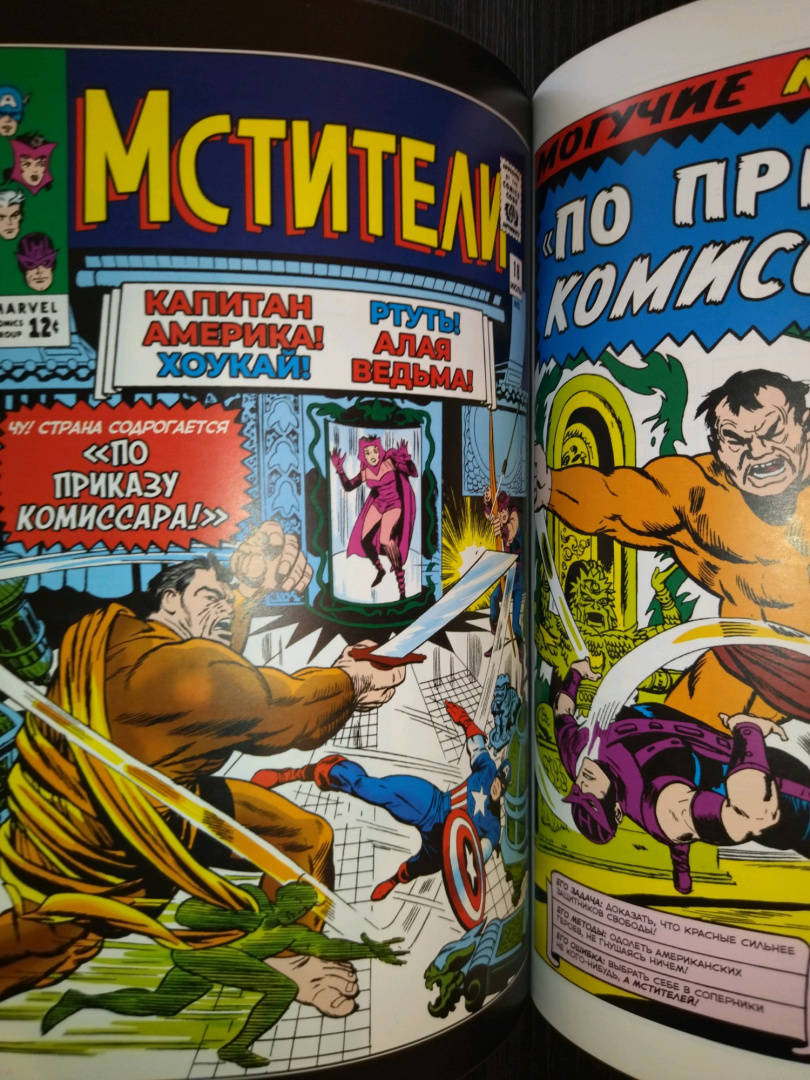 Мстители
MARVEL
COMICS
GROUP 12¢
18
ИЮЛЬ
КАПИТАН
АМЕРИКА!
ХОУКАЙ!
РТУТЬ!
АЛАЯ
ВЕДЬМА!
ЧУ! СТРАНА СОДРОГАЕТСЯ
«ПО
ПРИКАЗУ
КОМИССАРА!»
МОГУЧИЕ
«ПО ПРИ
КОМИСС
ЕГО ЗАДАЧА: ДОКАЗАТЬ, ЧТО КРАСНЫЕ СИЛЬНЕЕ
ЗАЩИТНИКОВ СВОБОДЫ!
ЕГО МЕТОДЫ: ОДОЛЕТЬ АМЕРИКАНСКИХ
ГЕРОЕВ, НЕ ГНУШАЯСЬ НИЧЕМ!
ЕГО ОШИБКА: ВЫБРАТЬ СЕБЕ В СОПЕРНИКИ
НЕ КОГО-НИБУДЬ, А МСТИТЕЛЕЙ!